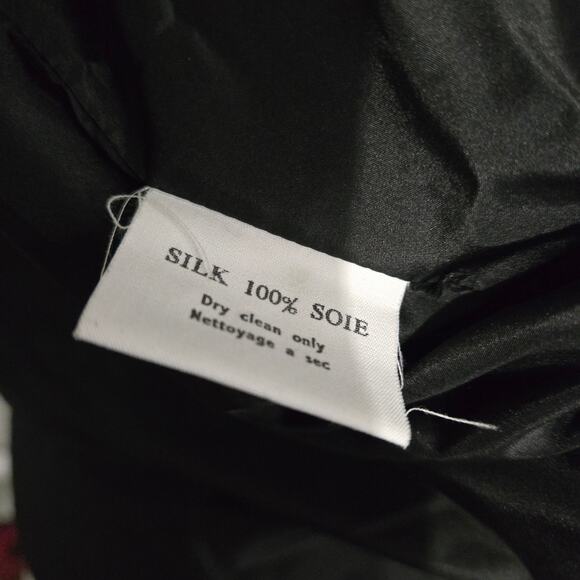 SILK 100% SOIE
Dry clean only
Nettoyage a sec